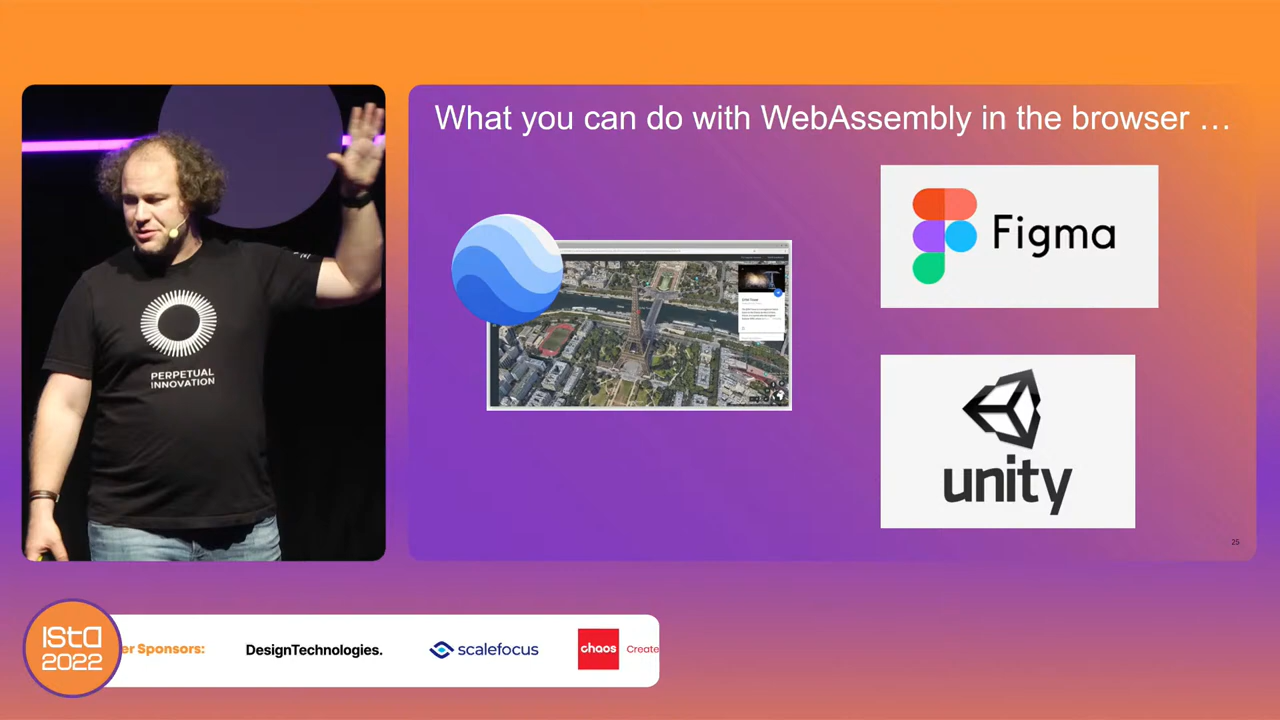 What you can do with WebAssembly in the browser …
Figma
PERPETUAL
INNOVATION
unity
25
ISta
2022
er Sponsors:
DesignTechnologies.
scalefocus
chaos
Create